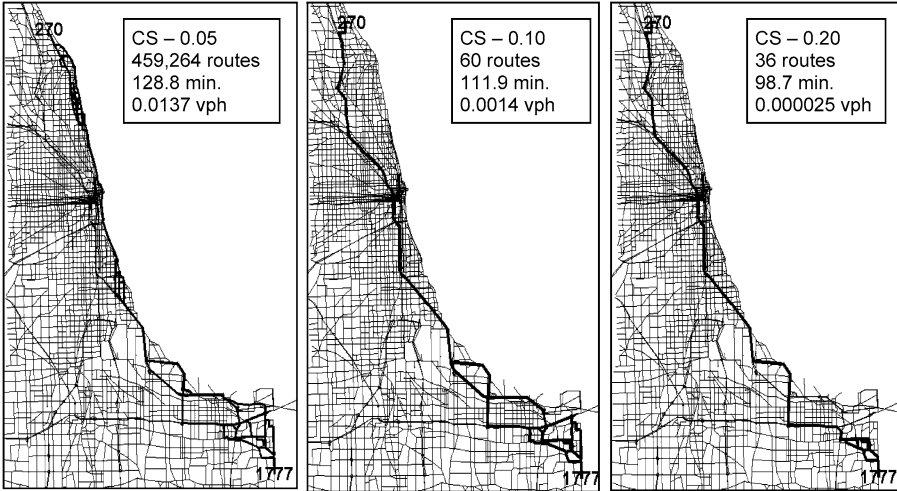 270
CS – 0.05
459,264 routes
128.8 min.
0.0137 vph
1777
270
CS – 0.10
60 routes
111.9 min.
0.0014 vph
1777
270
CS – 0.20
36 routes
98.7 min.
0.000025 vph
1777